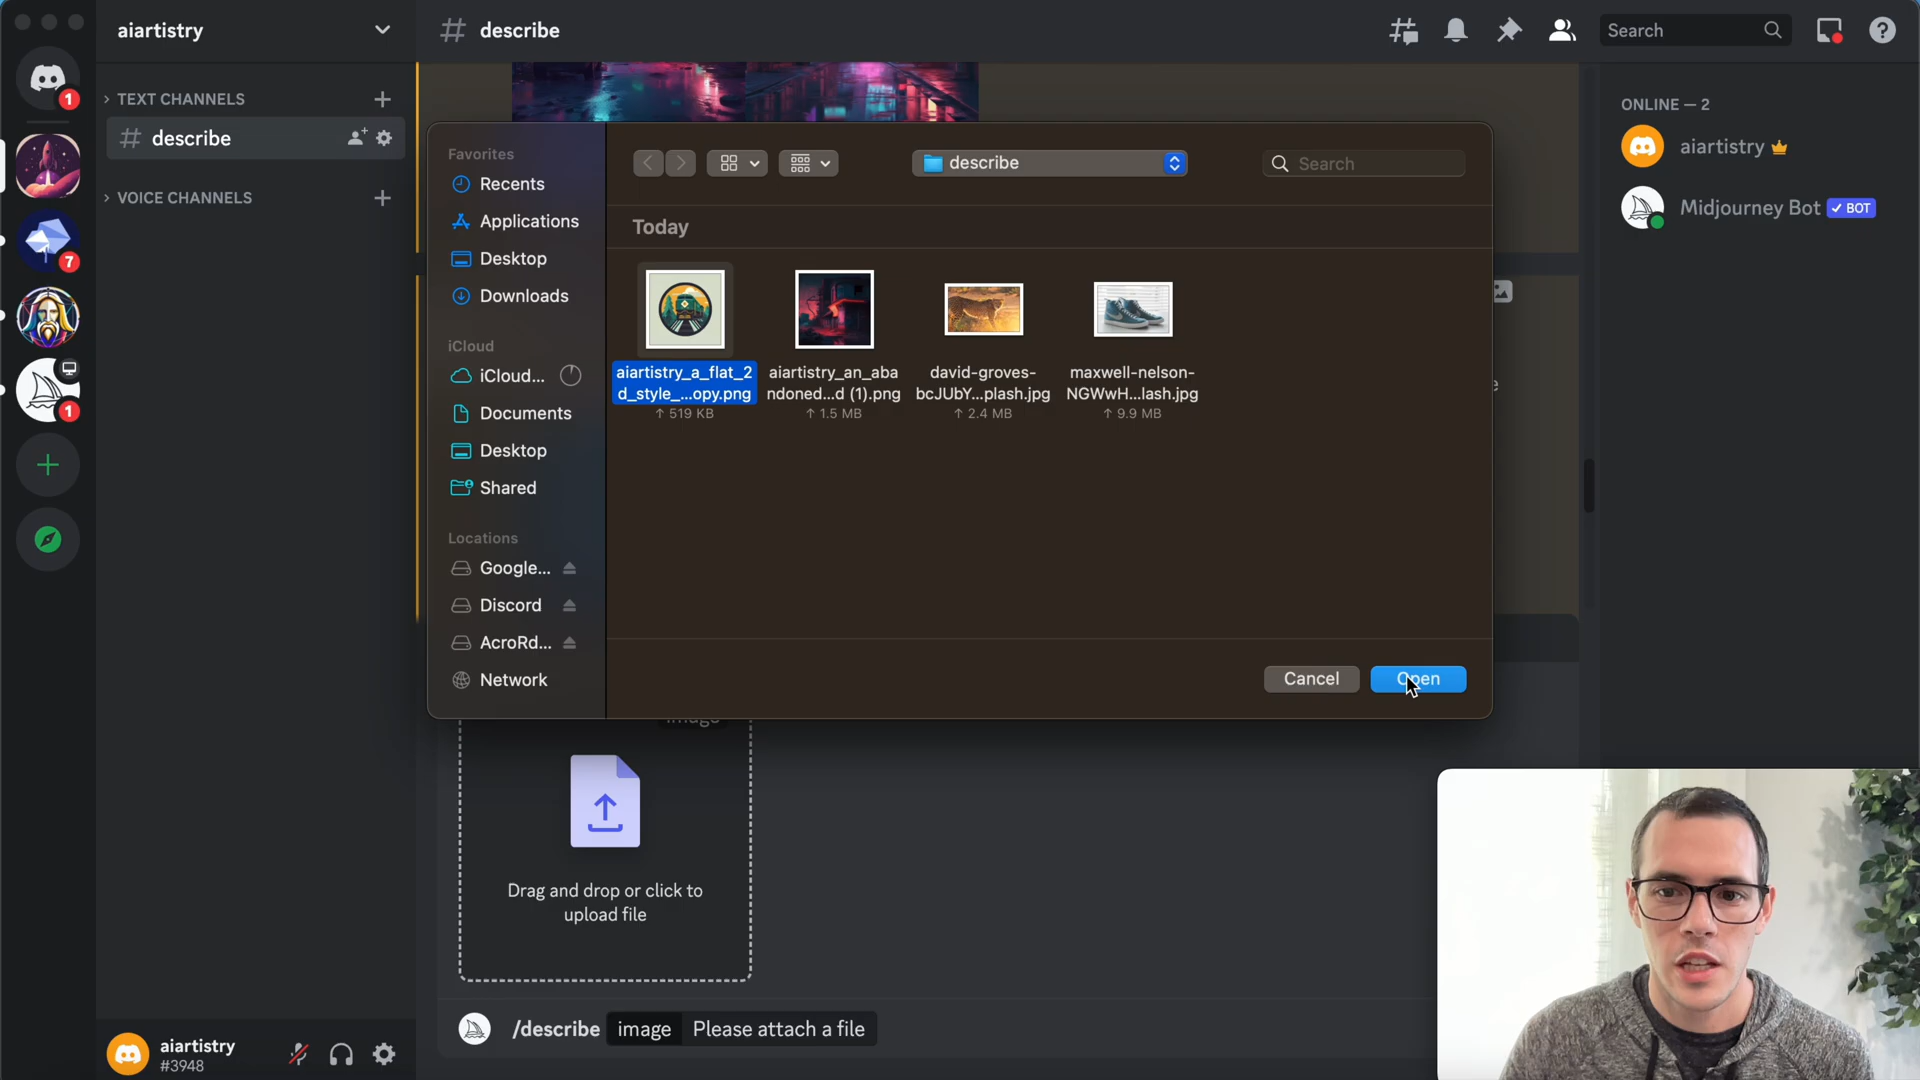 aiartistry
describe
Search
1
TEXT CHANNELS
describe
VOICE CHANNELS
7
1
ONLINE — 2
aiartistry
Midjourney Bot ✓ BOT
Favorites
Recents
Applications
Desktop
Downloads
iCloud
iCloud...
Documents
Desktop
Shared
Locations
Google...
Discord
AcroRd...
Network
describe
Search
Today
aiartistry_a_flat_2
d_style_...opy.png
519 KB
aiartistry_an_aba
ndoned...d (1).png
1.5 MB
david-groves-
bcJUbY...plash.jpg
2.4 MB
maxwell-nelson-
NGWwH...lash.jpg
9.9 MB
Cancel
Open
image
Drag and drop or click to
upload file
/describe image Please attach a file
aiartistry
#3948